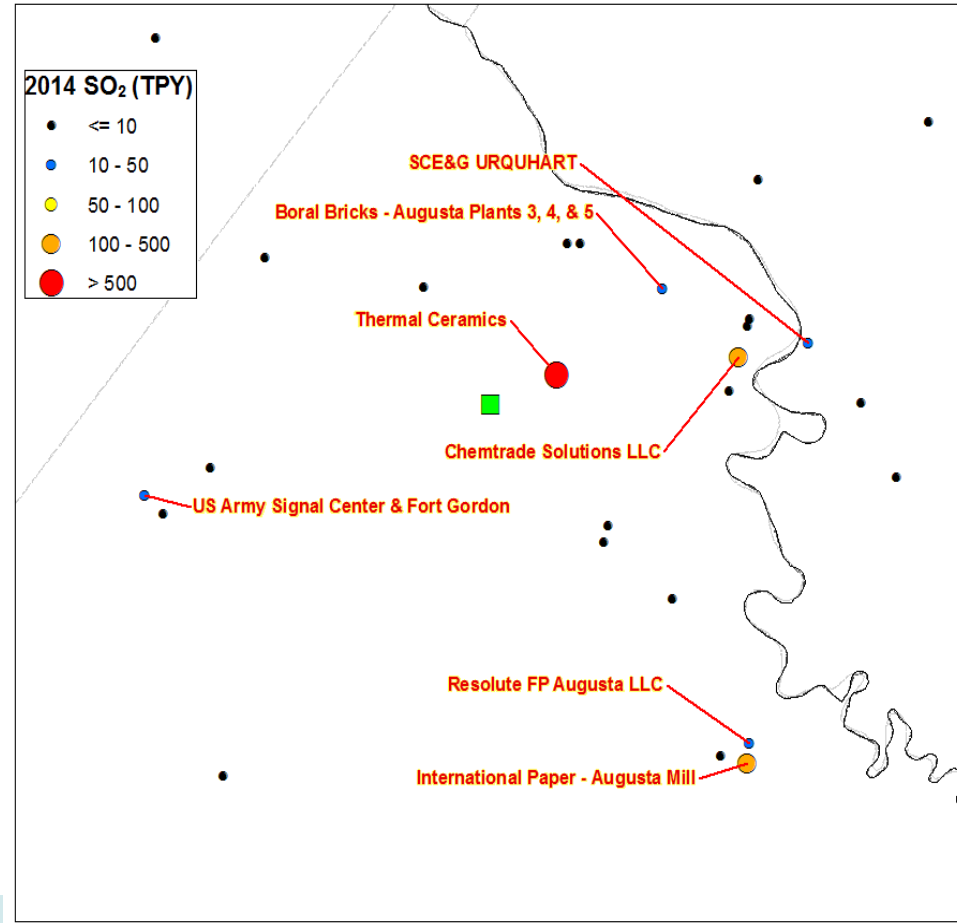 2014 SO₂ (TPY)
<= 10
10 - 50
50 - 100
100 - 500
> 500
SCE&G URQUHART
Boral Bricks - Augusta Plants 3, 4, & 5
Thermal Ceramics
Chemtrade Solutions LLC
US Army Signal Center & Fort Gordon
Resolute FP Augusta LLC
International Paper - Augusta Mill